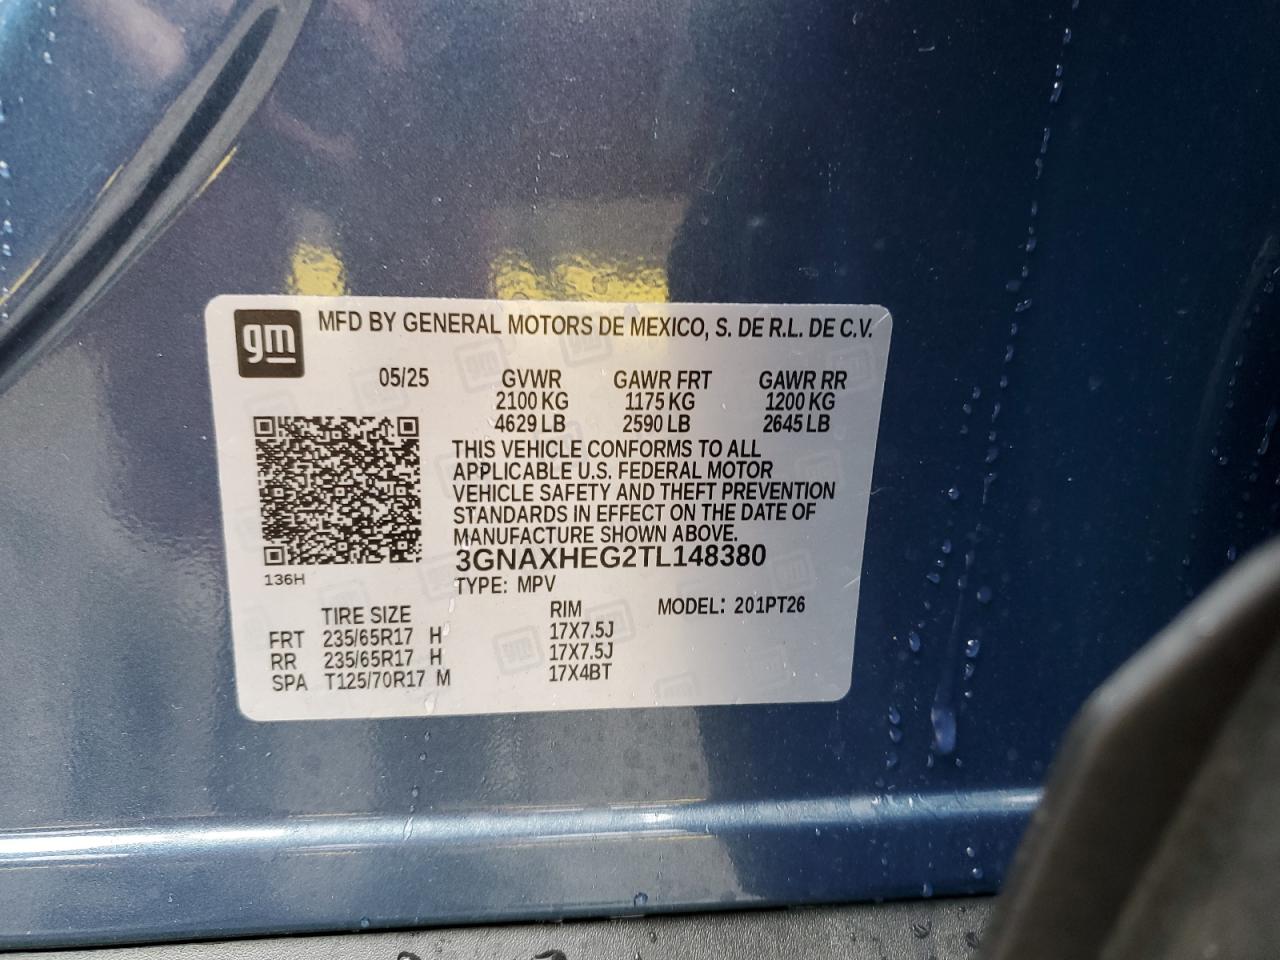 gm MFD BY GENERAL MOTORS DE MEXICO, S. DE R.L. DE C.V.
05/25 GVWR GAWR FRT GAWR RR
2100 KG 1175 KG 1200 KG
4629 LB 2590 LB 2645 LB
THIS VEHICLE CONFORMS TO ALL
APPLICABLE U.S. FEDERAL MOTOR
VEHICLE SAFETY AND THEFT PREVENTION
STANDARDS IN EFFECT ON THE DATE OF
MANUFACTURE SHOWN ABOVE.
3GNAXHEG2TL148380
136H
TYPE: MPV
TIRE SIZE RIM MODEL: 201PT26
FRT 235/65R17 H 17X7.5J
RR 235/65R17 H 17X7.5J
SPA T125/70R17 M 17X4BT